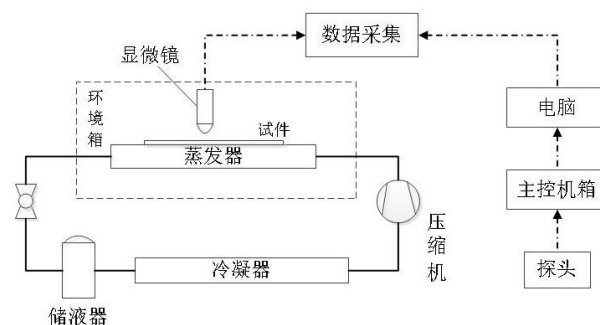 数据采集
显微镜
环境箱
试件
蒸发器
电脑
主控机箱
压缩机
冷凝器
探头
储液器